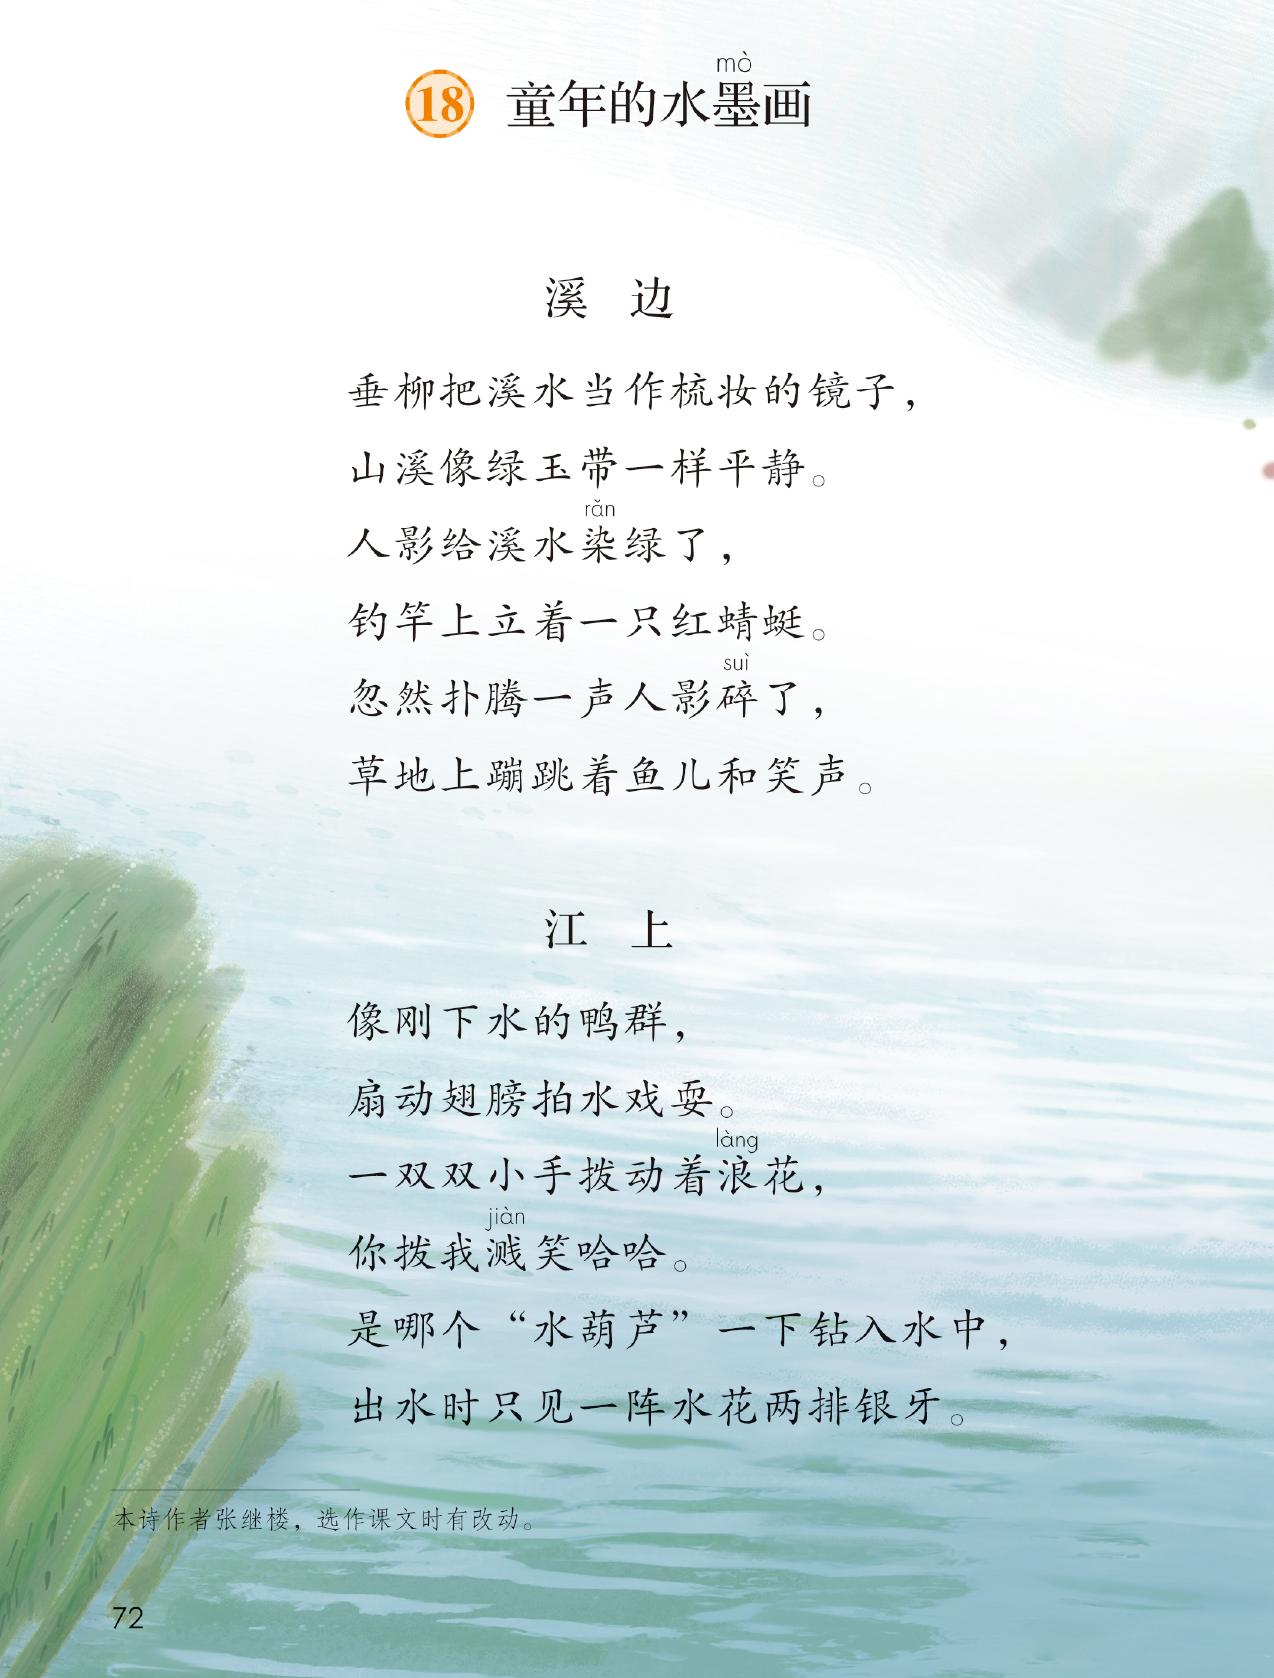 mò
18 童年的水墨画
溪 边
垂柳把溪水当作梳妆的镜子，
山溪像绿玉带一样平静。
rǎn
人影给溪水染绿了，
钓竿上立着一只红蜻蜓。
suì
忽然扑腾一声人影碎了，
草地上蹦跳着鱼儿和笑声。
江 上
像刚下水的鸭群，
扇动翅膀拍水戏耍。
làng
一双双小手拨动着浪花，
jiàn
你拨我溅笑哈哈。
是哪个“水葫芦”一下钻入水中，
出水时只见一阵水花两排银牙。
本诗作者张继楼，选作课文时有改动。
72